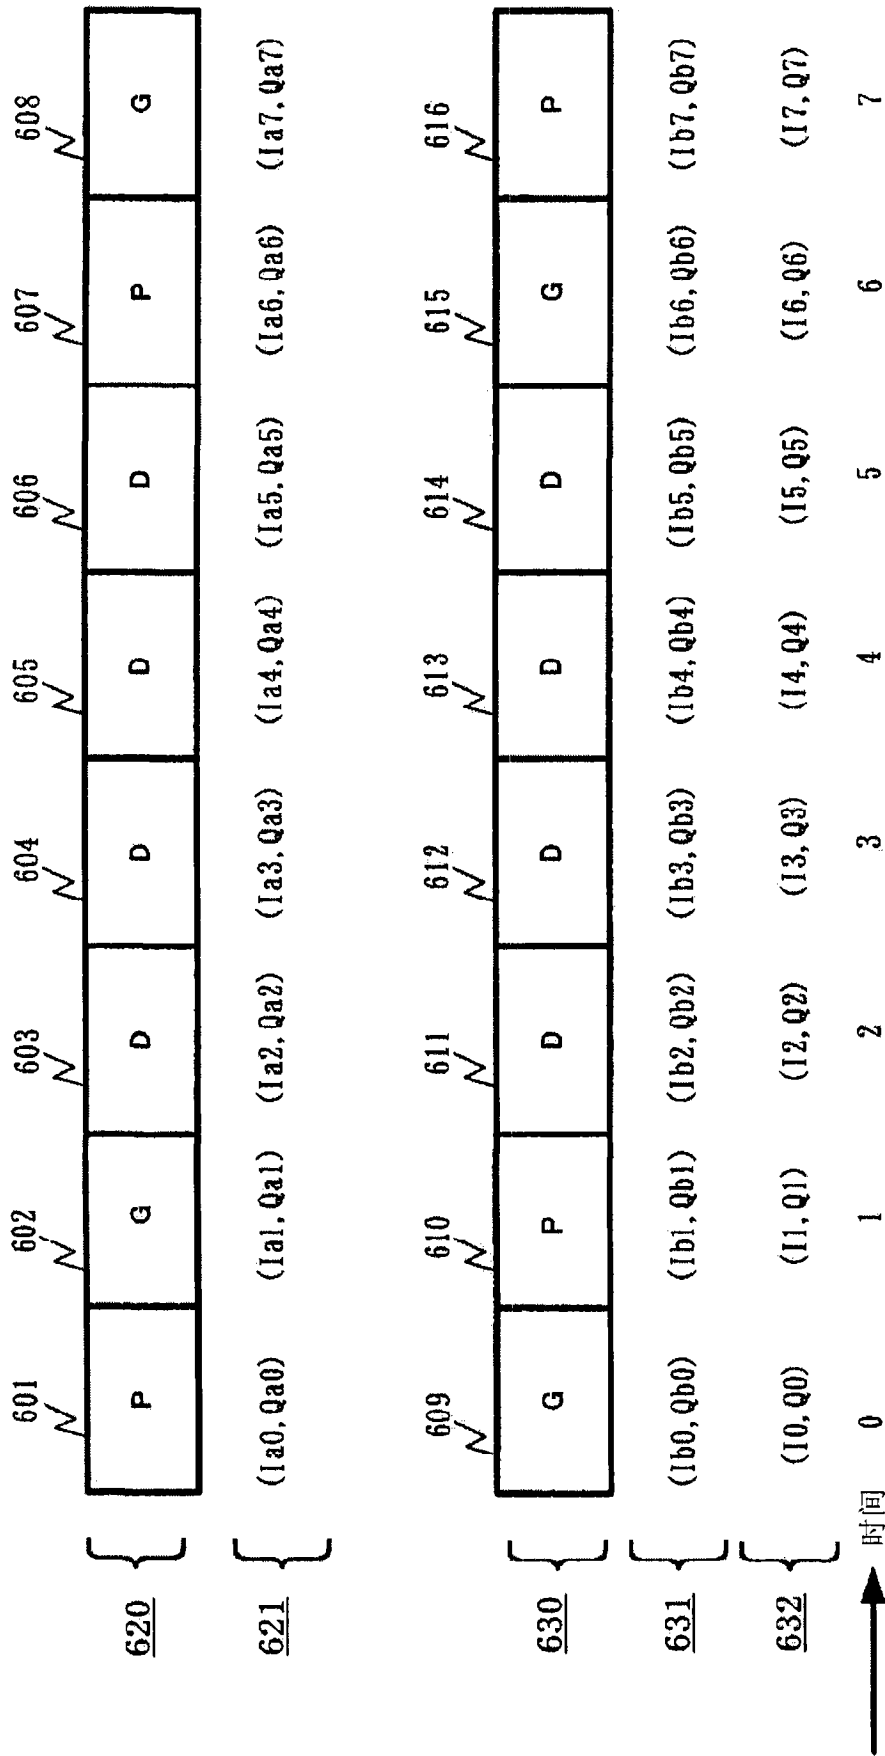 601 602 603 604 605 606 607 608
620 P G D D D D P G
621 (Ia0, Qa0) (Ia1, Qa1) (Ia2, Qa2) (Ia3, Qa3) (Ia4, Qa4) (Ia5, Qa5) (Ia6, Qa6) (Ia7, Qa7)
609 610 611 612 613 614 615 616
630 G P D D D D G P
631 (Ib0, Qb0) (Ib1, Qb1) (Ib2, Qb2) (Ib3, Qb3) (Ib4, Qb4) (Ib5, Qb5) (Ib6, Qb6) (Ib7, Qb7)
632 (I0, Q0) (I1, Q1) (I2, Q2) (I3, Q3) (I4, Q4) (I5, Q5) (I6, Q6) (I7, Q7)
时间 0 1 2 3 4 5 6 7